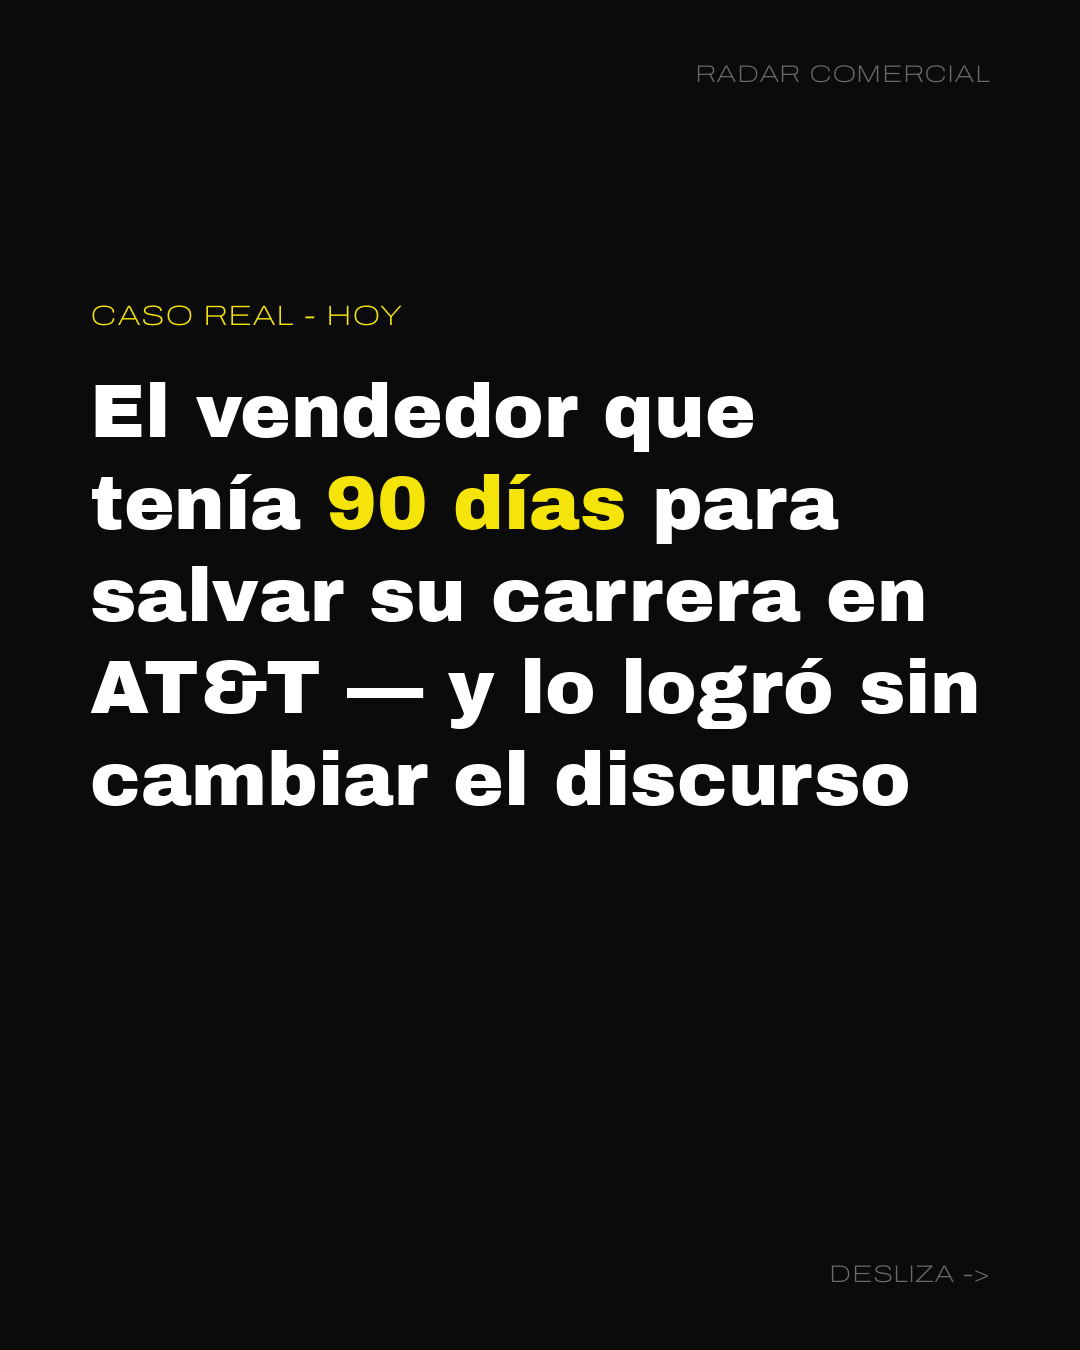 RADAR COMERCIAL
CASO REAL - HOY
El vendedor que
tenía 90 días para
salvar su carrera en
AT&T — y lo logró sin
cambiar el discurso
DESLIZA ->